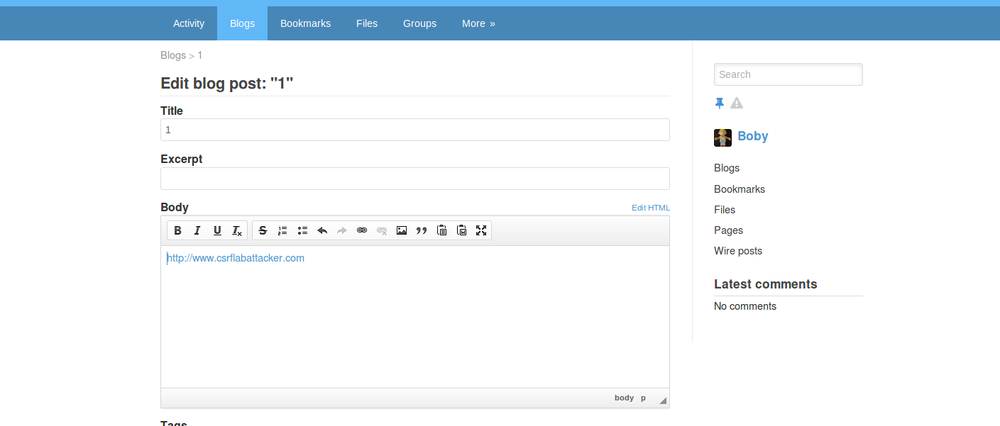 Activity Blogs Bookmarks Files Groups More »
Blogs > 1
Edit blog post: "1"
Title
1
Excerpt
Body Edit HTML
B I U Tx S
http://www.csrflabattacker.com
body p
Tags
Search
Boby
Blogs
Bookmarks
Files
Pages
Wire posts
Latest comments
No comments